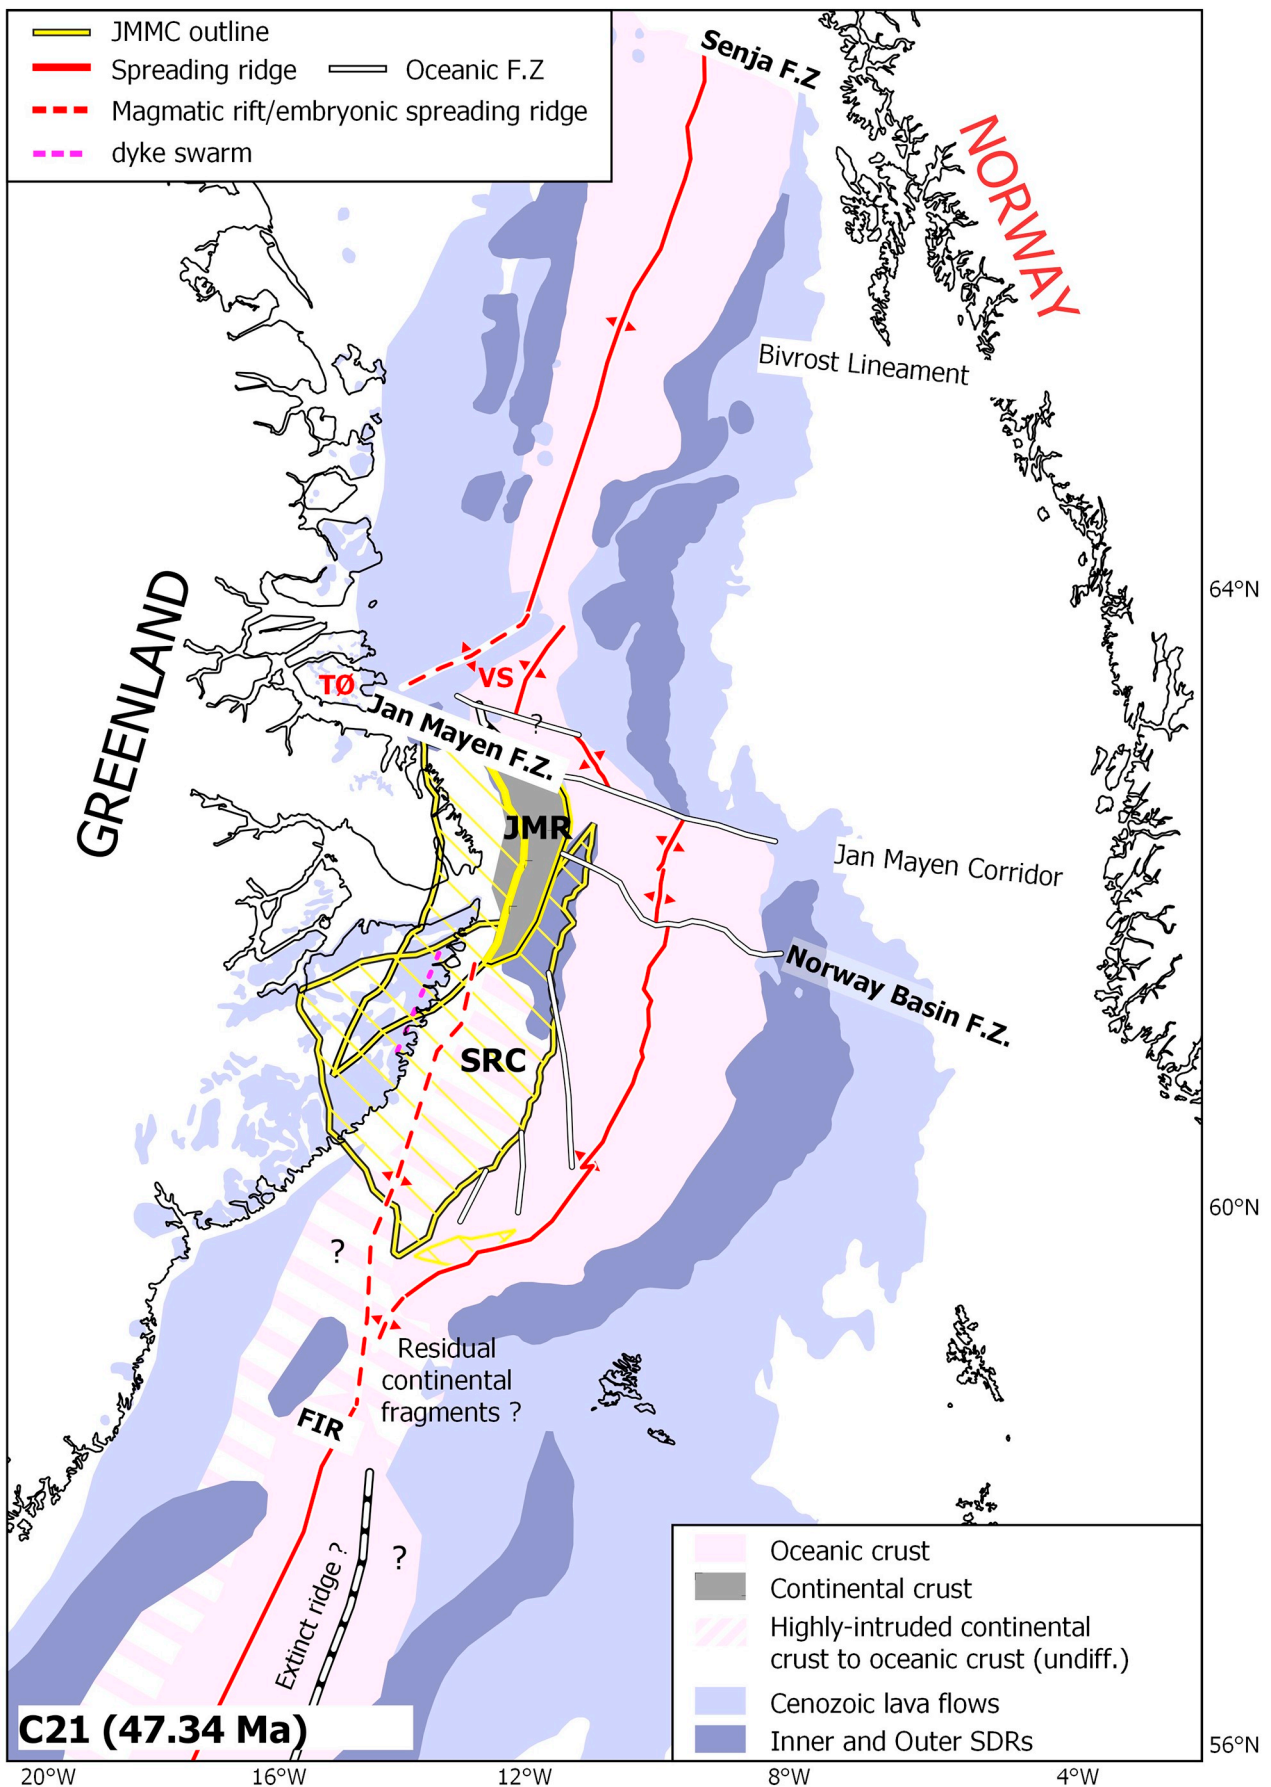 JMMC outline
Spreading ridge
Oceanic F.Z
Magmatic rift/embryonic spreading ridge
dyke swarm
Senja F.Z
NORWAY
Bivrost Lineament
64°N
GREENLAND
TØ
VS
Jan Mayen F.Z.
?
JMR
Jan Mayen Corridor
Norway Basin F.Z.
SRC
60°N
?
Residual
continental
fragments ?
FIR
Extinct ridge ?
?
Oceanic crust
Continental crust
Highly-intruded continental
crust to oceanic crust (undiff.)
Cenozoic lava flows
Inner and Outer SDRs
C21 (47.34 Ma)
56°N
20°W 16°W 12°W 8°W 4°W